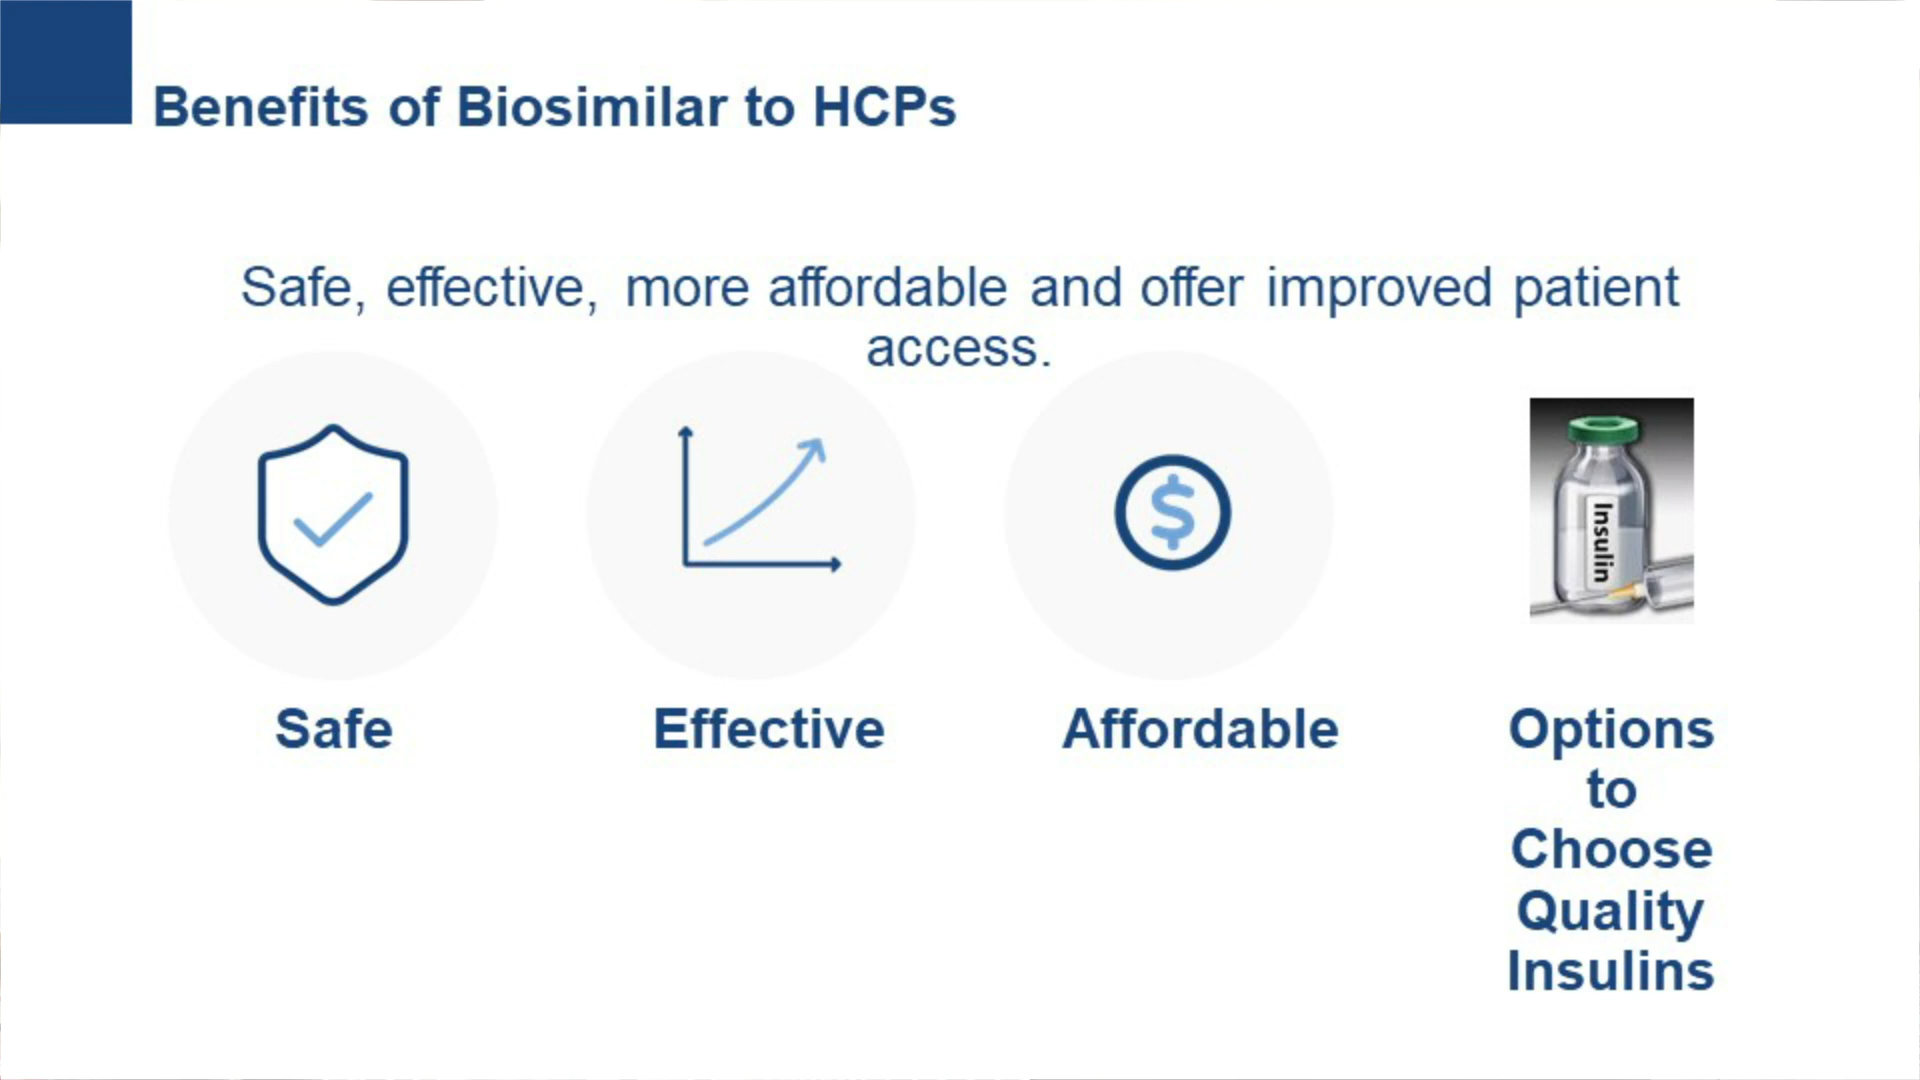 Benefits of Biosimilar to HCPs
Safe, effective, more affordable and offer improved patient
access.
$
Insulin
Safe
Effective
Affordable
Options
to
Choose
Quality
Insulins